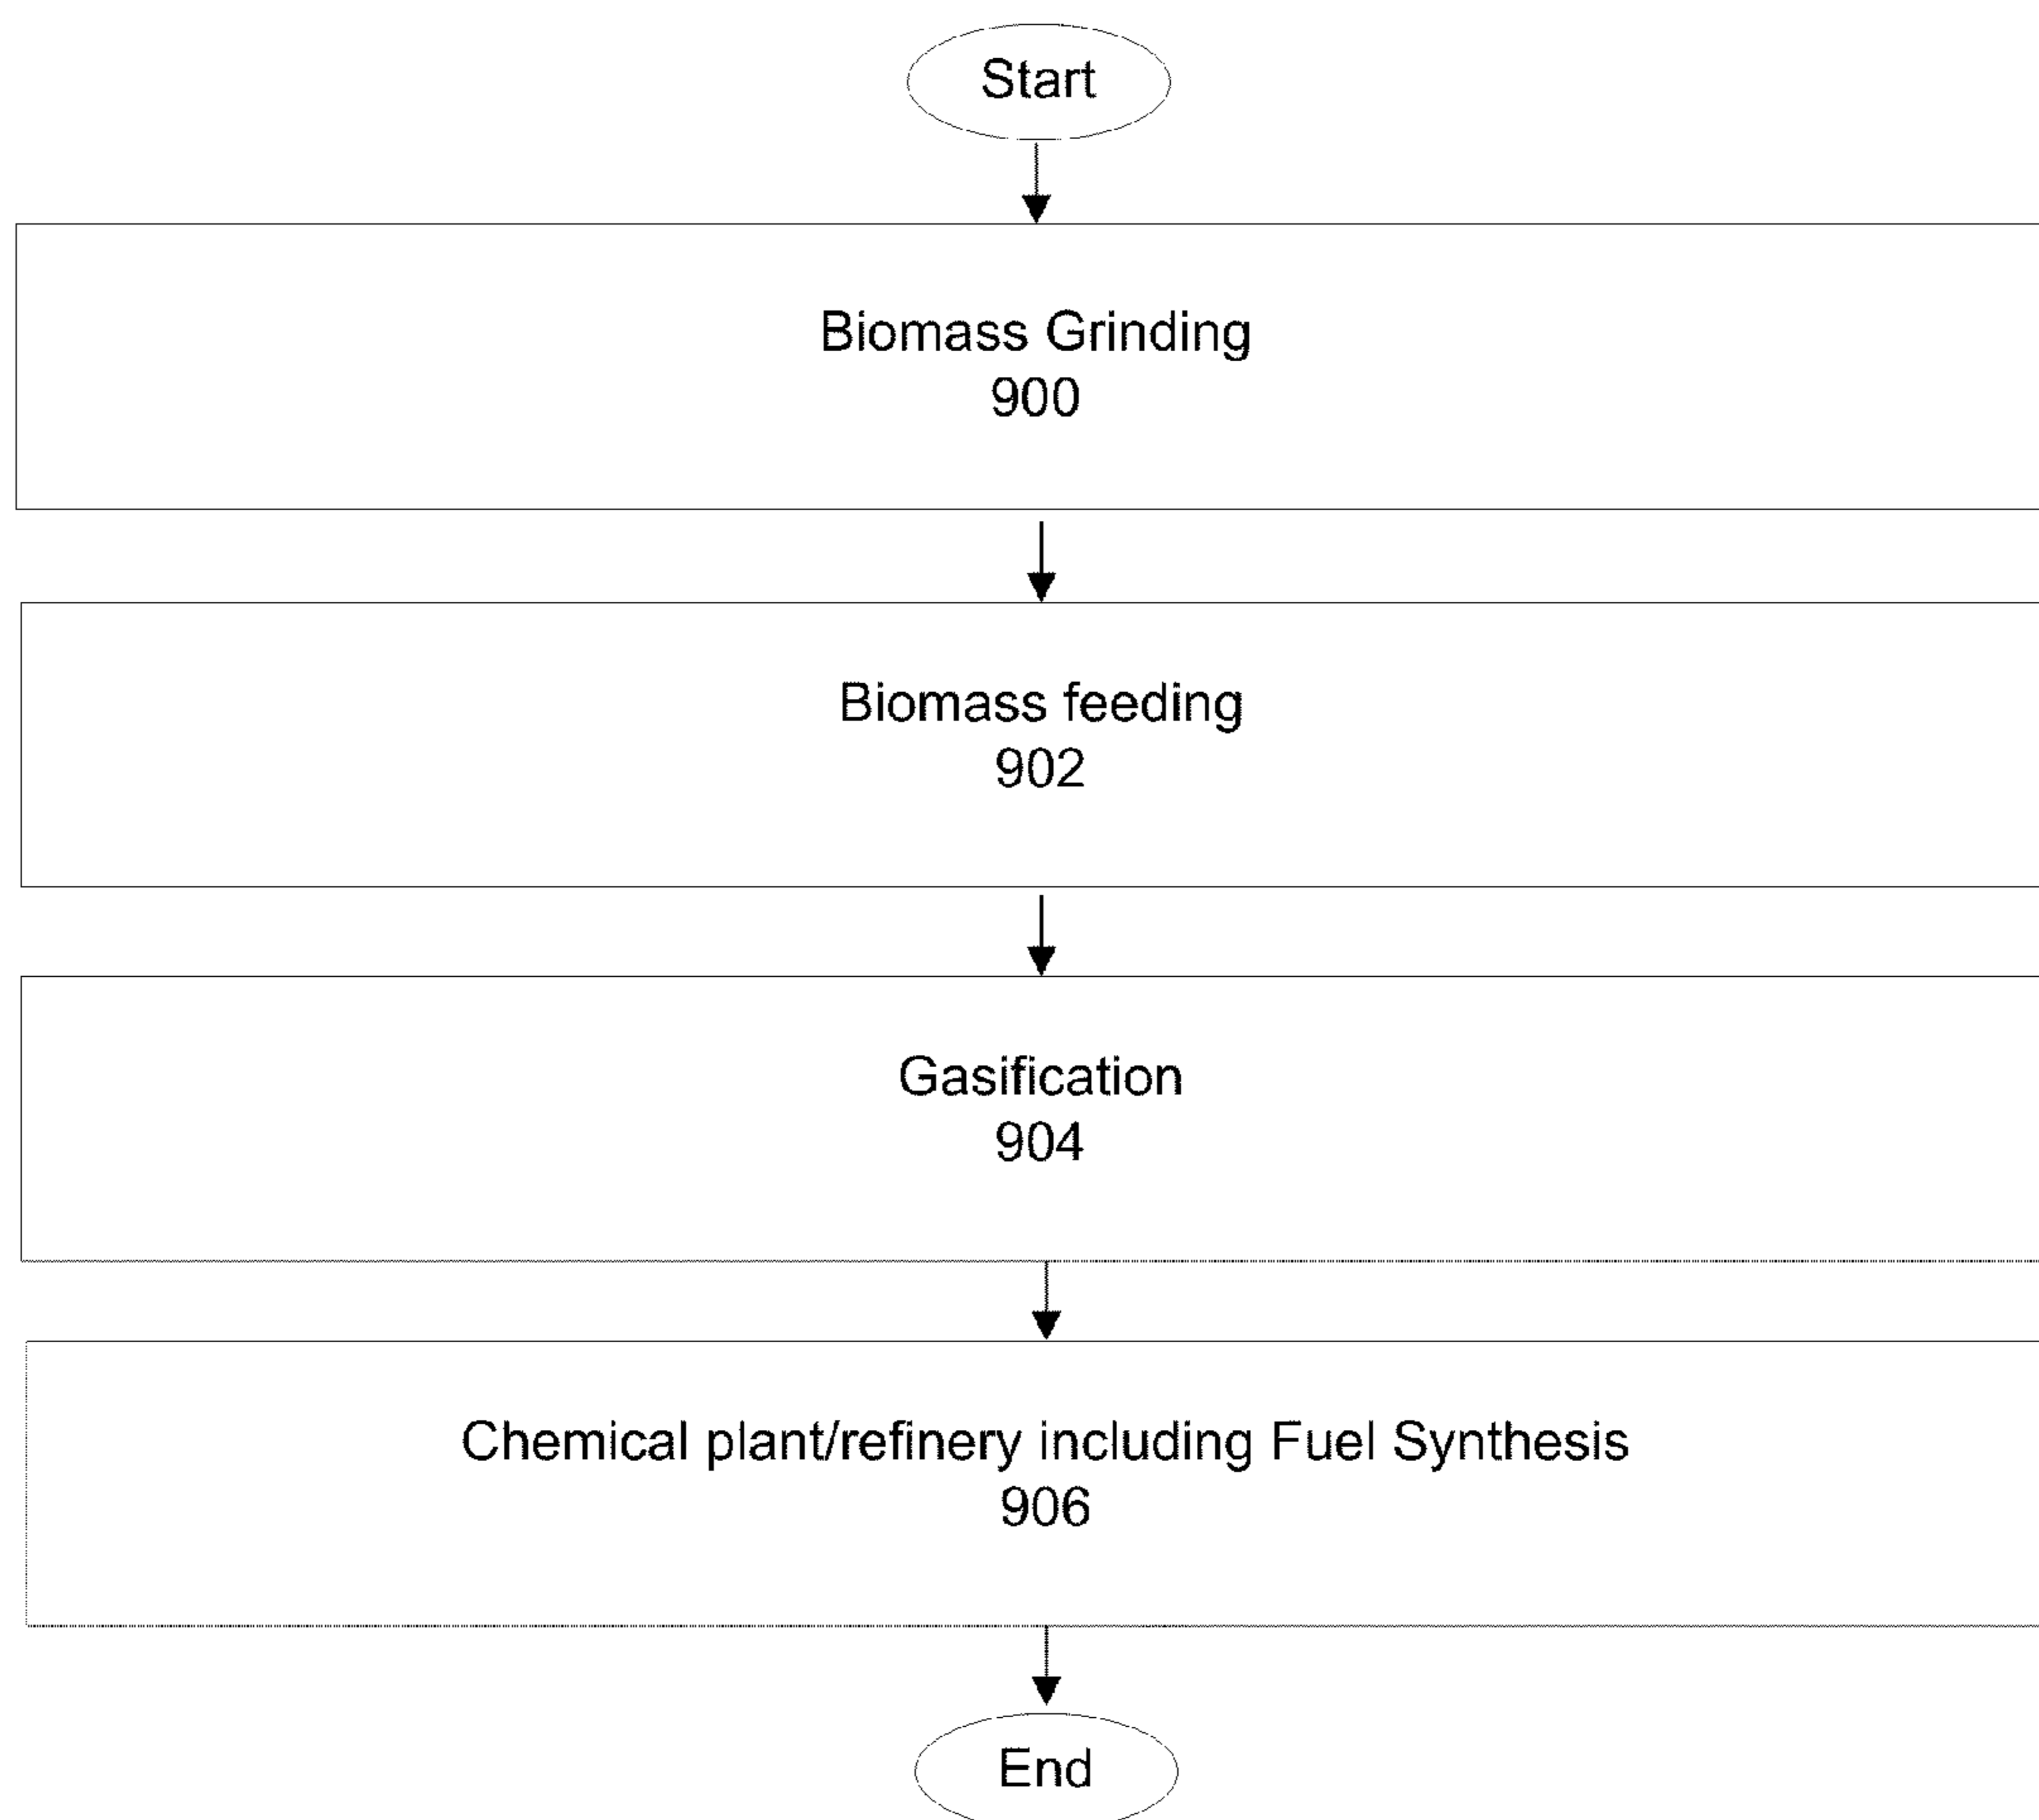 Start
Biomass Grinding
900
Biomass feeding
902
Gasification
904
Chemical plant/refinery including Fuel Synthesis
906
End